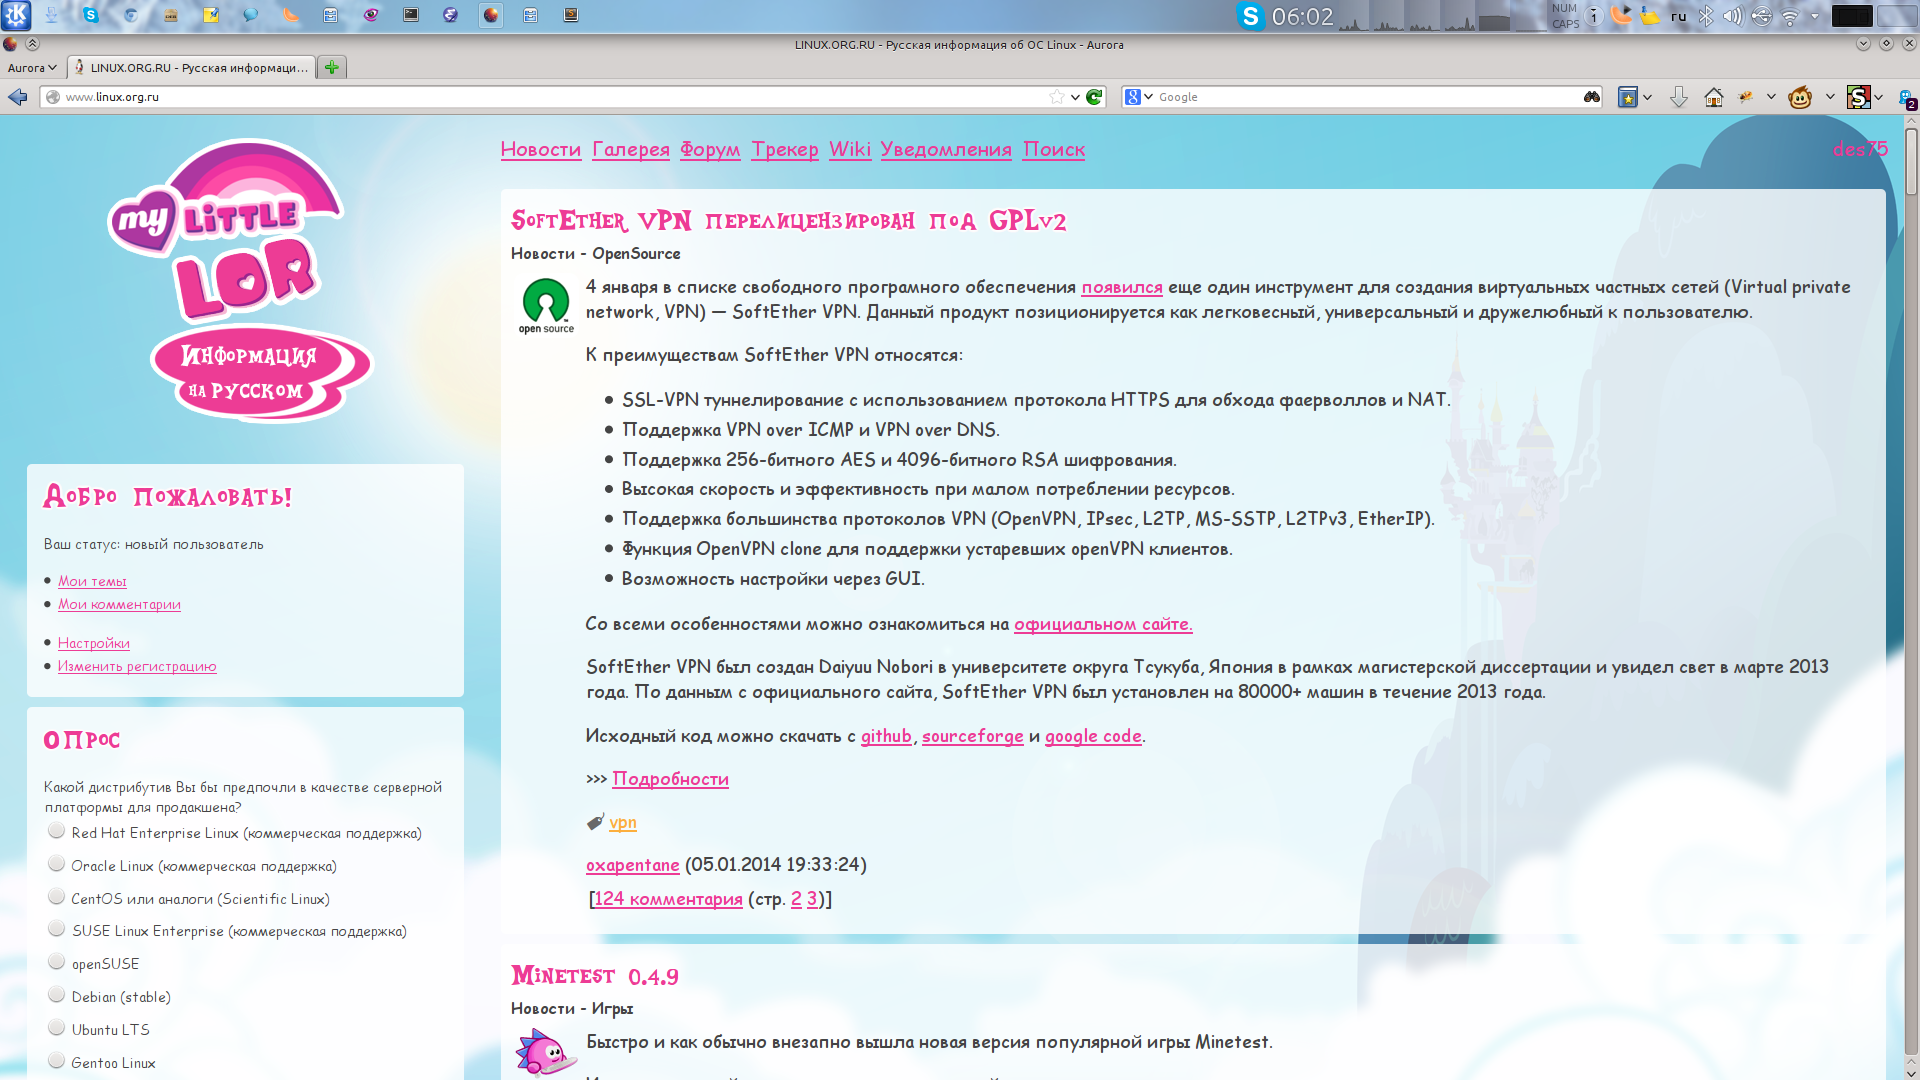 06:02
NUM
CAPS
1
ru
LINUX.ORG.RU - Русская информация об ОС Linux - Aurora
Aurora
LINUX.ORG.RU - Русская информаци...
www.linux.org.ru
Google
2
my LITTLE
LOR
Информация
на русском
Новости Галерея Форум Трекер Wiki Уведомления Поиск
des75
SoftEther VPN перелицензирован под GPLv2
Новости - OpenSource
open source
4 января в списке свободного програмного обеспечения появился еще один инструмент для создания виртуальных частных сетей (Virtual private
network, VPN) — SoftEther VPN. Данный продукт позиционируется как легковесный, универсальный и дружелюбный к пользователю.
К преимуществам SoftEther VPN относятся:
SSL-VPN туннелирование с использованием протокола HTTPS для обхода фаерволлов и NAT.
Поддержка VPN over ICMP и VPN over DNS.
Поддержка 256-битного AES и 4096-битного RSA шифрования.
Высокая скорость и эффективность при малом потреблении ресурсов.
Поддержка большинства протоколов VPN (OpenVPN, IPsec, L2TP, MS-SSTP, L2TPv3, EtherIP).
Функция OpenVPN clone для поддержки устаревших openVPN клиентов.
Возможность настройки через GUI.
Со всеми особенностями можно ознакомиться на официальном сайте.
SoftEther VPN был создан Daiyuu Nobori в университете округа Тсукуба, Япония в рамках магистерской диссертации и увидел свет в марте 2013
года. По данным с официального сайта, SoftEther VPN был установлен на 80000+ машин в течение 2013 года.
Исходный код можно скачать с github, sourceforge и google code.
>>> Подробности
vpn
oxapentane (05.01.2014 19:33:24)
[124 комментария (стр. 2 3)]
Minetest 0.4.9
Новости - Игры
Быстро и как обычно внезапно вышла новая версия популярной игры Minetest.
Добро пожаловать!
Ваш статус: новый пользователь
Мои темы
Мои комментарии
Настройки
Изменить регистрацию
Опрос
Какой дистрибутив Вы бы предпочли в качестве серверной
платформы для продакшена?
Red Hat Enterprise Linux (коммерческая поддержка)
Oracle Linux (коммерческая поддержка)
CentOS или аналоги (Scientific Linux)
SUSE Linux Enterprise (коммерческая поддержка)
openSUSE
Debian (stable)
Ubuntu LTS
Gentoo Linux